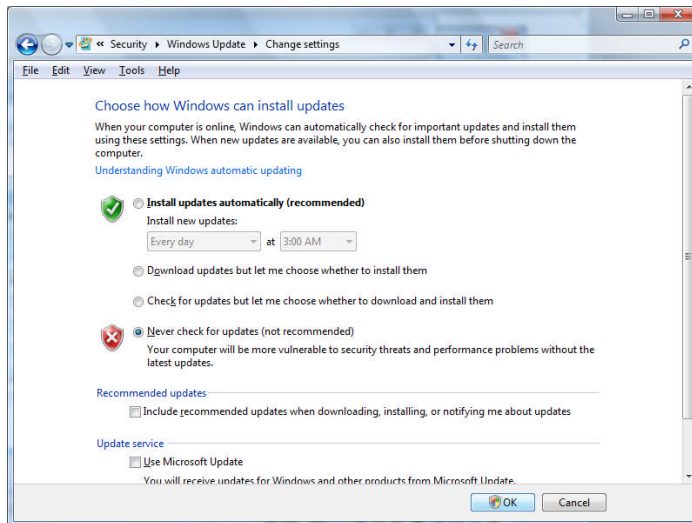 « Security ▸ Windows Update ▸ Change settings
Search
File Edit View Tools Help
Choose how Windows can install updates
When your computer is online, Windows can automatically check for important updates and install them
using these settings. When new updates are available, you can also install them before shutting down the
computer.
Understanding Windows automatic updating
Install updates automatically (recommended)
Install new updates:
Every day at 3:00 AM
Download updates but let me choose whether to install them
Check for updates but let me choose whether to download and install them
Never check for updates (not recommended)
Your computer will be more vulnerable to security threats and performance problems without the
latest updates.
Recommended updates
Include recommended updates when downloading, installing, or notifying me about updates
Update service
Use Microsoft Update
You will receive updates for Windows and other products from Microsoft Update.
OK Cancel